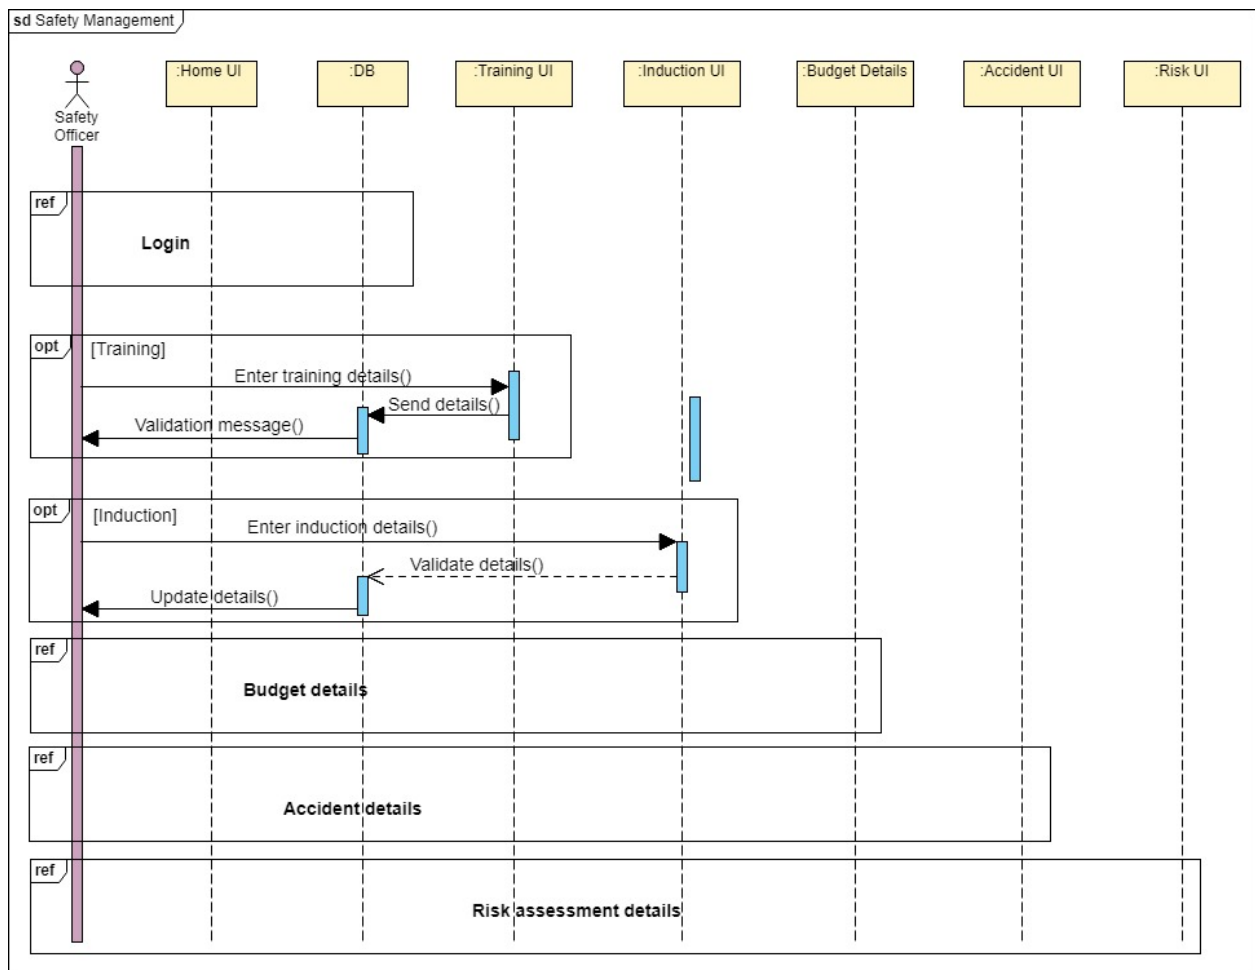 sd Safety Management
:Home UI
:DB
:Training UI
:Induction UI
:Budget Details
:Accident UI
:Risk UI
Safety
Officer
ref
Login
opt
[Training]
Enter training details()
Send details()
Validation message()
opt
[Induction]
Enter induction details()
Validate details()
Update details()
ref
Budget details
ref
Accident details
ref
Risk assessment details